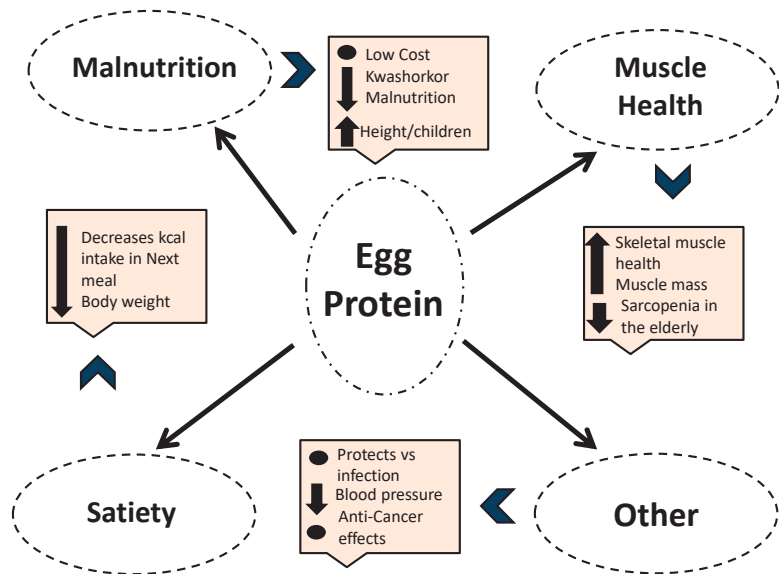 Malnutrition
Low Cost
Kwashorkor
Malnutrition
Height/children
Muscle
Health
Decreases kcal
intake in Next
meal
Body weight
Egg
Protein
Skeletal muscle
health
Muscle mass
Sarcopenia in
the elderly
Satiety
Protects vs
infection
Blood pressure
Anti-Cancer
effects
Other